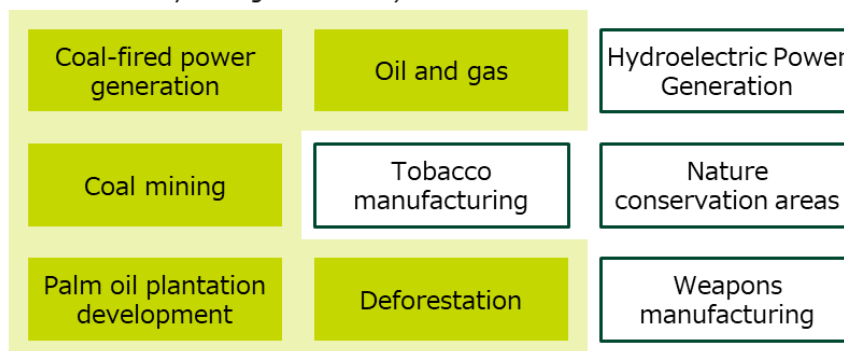 Coal-fired power
generation
Oil and gas
Hydroelectric Power
Generation
Coal mining
Tobacco
manufacturing
Nature
conservation areas
Palm oil plantation
development
Deforestation
Weapons
manufacturing